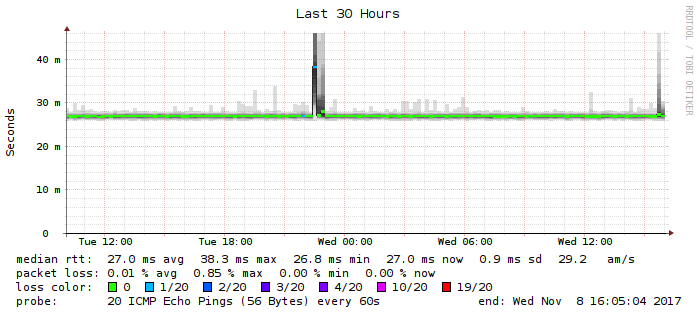 Last 30 Hours
RRDTOOL / TOBI OETIKER
Seconds
40 m
30 m
20 m
10 m
0
Tue 12:00 Tue 18:00 Wed 00:00 Wed 06:00 Wed 12:00
median rtt: 27.0 ms avg 38.3 ms max 26.8 ms min 27.0 ms now 0.9 ms sd 29.2 am/s
packet loss: 0.01 % avg 0.85 % max 0.00 % min 0.00 % now
loss color: 0 1/20 2/20 3/20 4/20 10/20 19/20
probe: 20 ICMP Echo Pings (56 Bytes) every 60s end: Wed Nov 8 16:05:04 2017